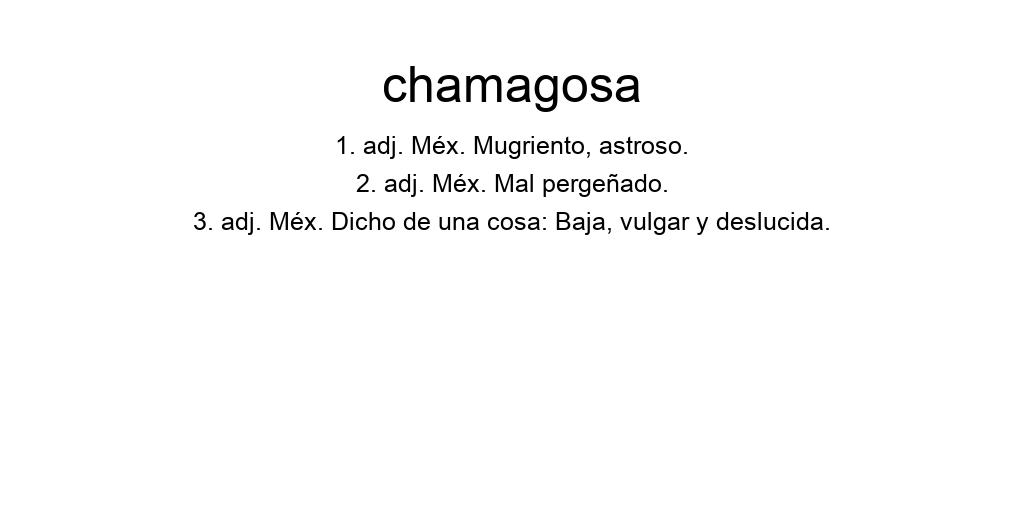 chamagosa
1. adj. Méx. Mugriento, astroso.
2. adj. Méx. Mal pergeñado.
3. adj. Méx. Dicho de una cosa: Baja, vulgar y deslucida.